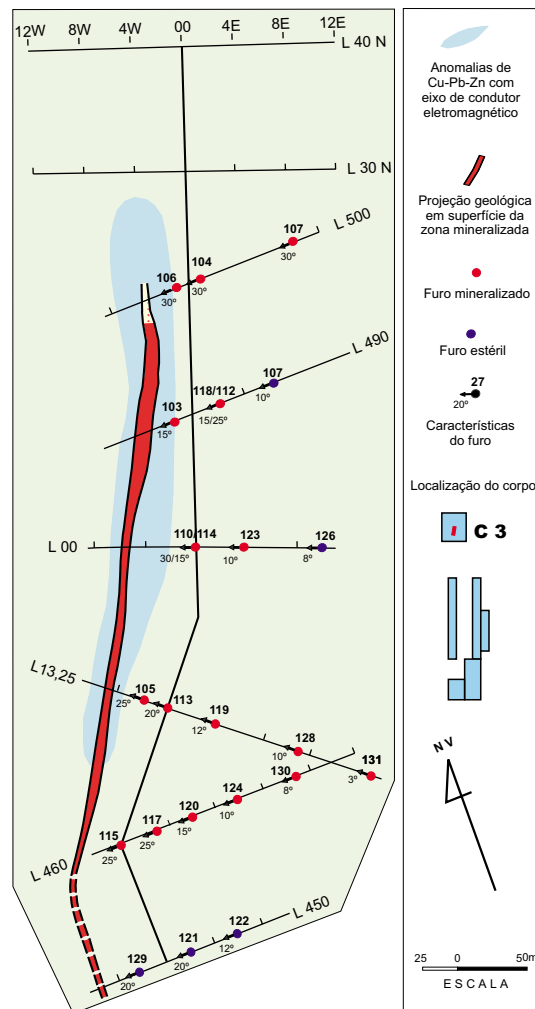 12W 8W 4W 00 4E 8E 12E
L 40 N
L 30 N
L 500
107
30º
104
30º
106
30º
L 490
107
10º
118/112
15/25º
103
15º
L 00
110/114
30/15º
123
10º
126
8º
L13,25
105
25º
113
20º
119
12º
128
10º
131
3º
130
8º
124
10º
120
15º
117
25º
115
25º
L 460
L 450
122
12º
121
20º
129
20º
Anomalias de
Cu-Pb-Zn com
eixo de condutor
eletromagnético
Projeção geológica
em superfície da
zona mineralizada
Furo mineralizado
Furo estéril
27
20º
Características
do furo
Localização do corpo
C 3
NV
25 0 50m
ESCALA